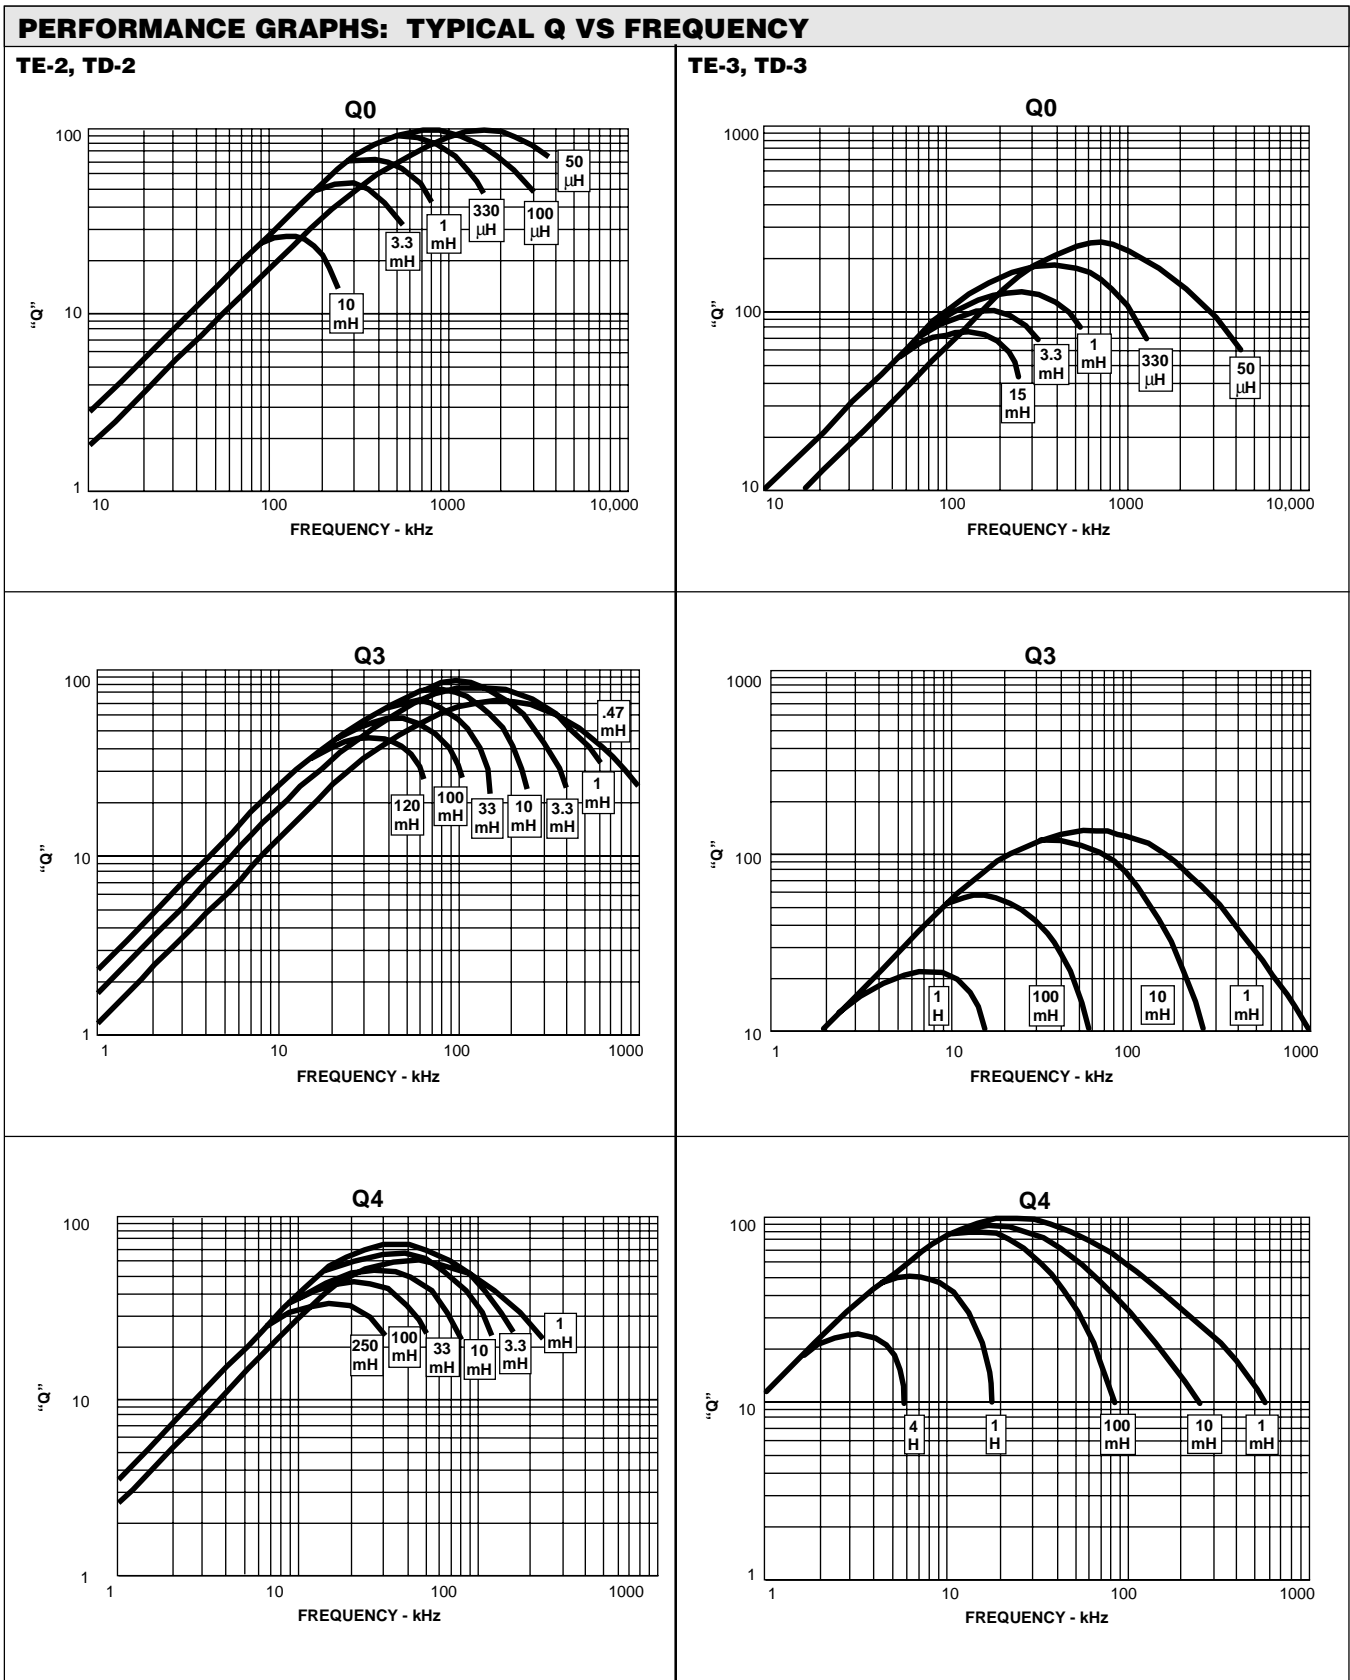 PERFORMANCE GRAPHS: TYPICAL Q VS FREQUENCY
TE-2, TD-2
Q0
100
10
1
"Q"
50
µH
100
µH
330
µH
1
mH
3.3
mH
10
mH
10
100
1000
10,000
FREQUENCY - kHz
TE-3, TD-3
Q0
1000
100
10
"Q"
15
mH
3.3
mH
1
mH
330
µH
50
µH
10
100
1000
10,000
FREQUENCY - kHz
Q3
100
10
1
"Q"
.47
mH
120
mH
100
mH
33
mH
10
mH
3.3
mH
1
mH
1
10
100
1000
FREQUENCY - kHz
Q3
1000
100
10
"Q"
1
H
100
mH
10
mH
1
mH
1
10
100
1000
FREQUENCY - kHz
Q4
100
10
1
"Q"
250
mH
100
mH
33
mH
10
mH
3.3
mH
1
mH
1
10
100
1000
FREQUENCY - kHz
Q4
100
10
1
"Q"
4
H
1
H
100
mH
10
mH
1
mH
1
10
100
1000
FREQUENCY - kHz